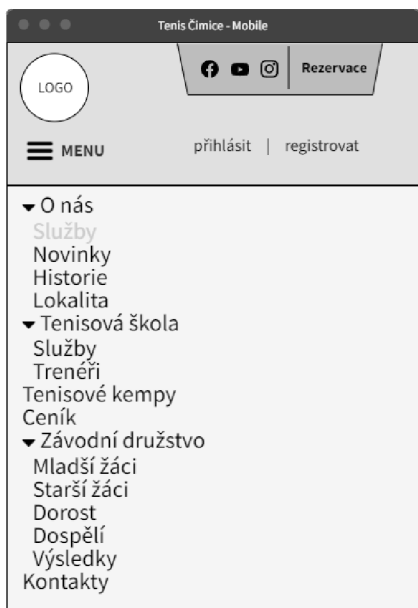 Tenis Čimice - Mobile
LOGO
Rezervace
MENU
přihlásit | registrovat
O nás
Služby
Novinky
Historie
Lokalita
Tenisová škola
Služby
Trenéři
Tenisové kempy
Ceník
Závodní družstvo
Mladší žáci
Starší žáci
Dorost
Dospělí
Výsledky
Kontakty